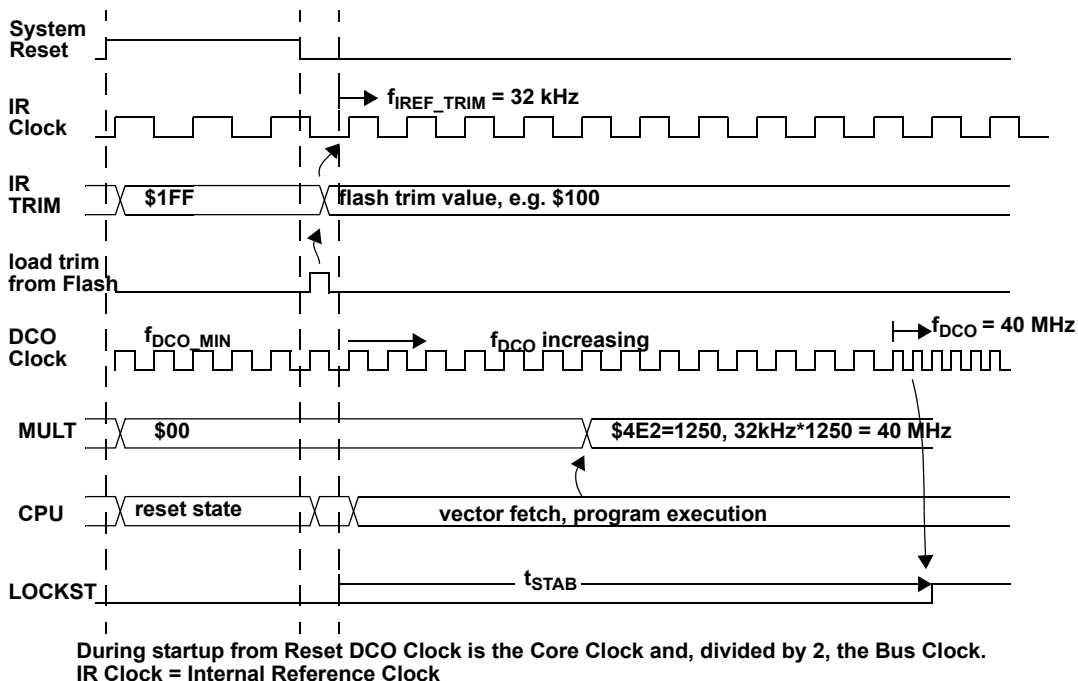 System
Reset
IR
Clock
fIREF_TRIM = 32 kHz
IR
TRIM
$1FF
flash trim value, e.g. $100
load trim
from Flash
DCO
Clock
fDCO_MIN
fDCO increasing
fDCO = 40 MHz
MULT
$00
$4E2=1250, 32kHz*1250 = 40 MHz
CPU
reset state
vector fetch, program execution
LOCKST
tSTAB
During startup from Reset DCO Clock is the Core Clock and, divided by 2, the Bus Clock.
IR Clock = Internal Reference Clock